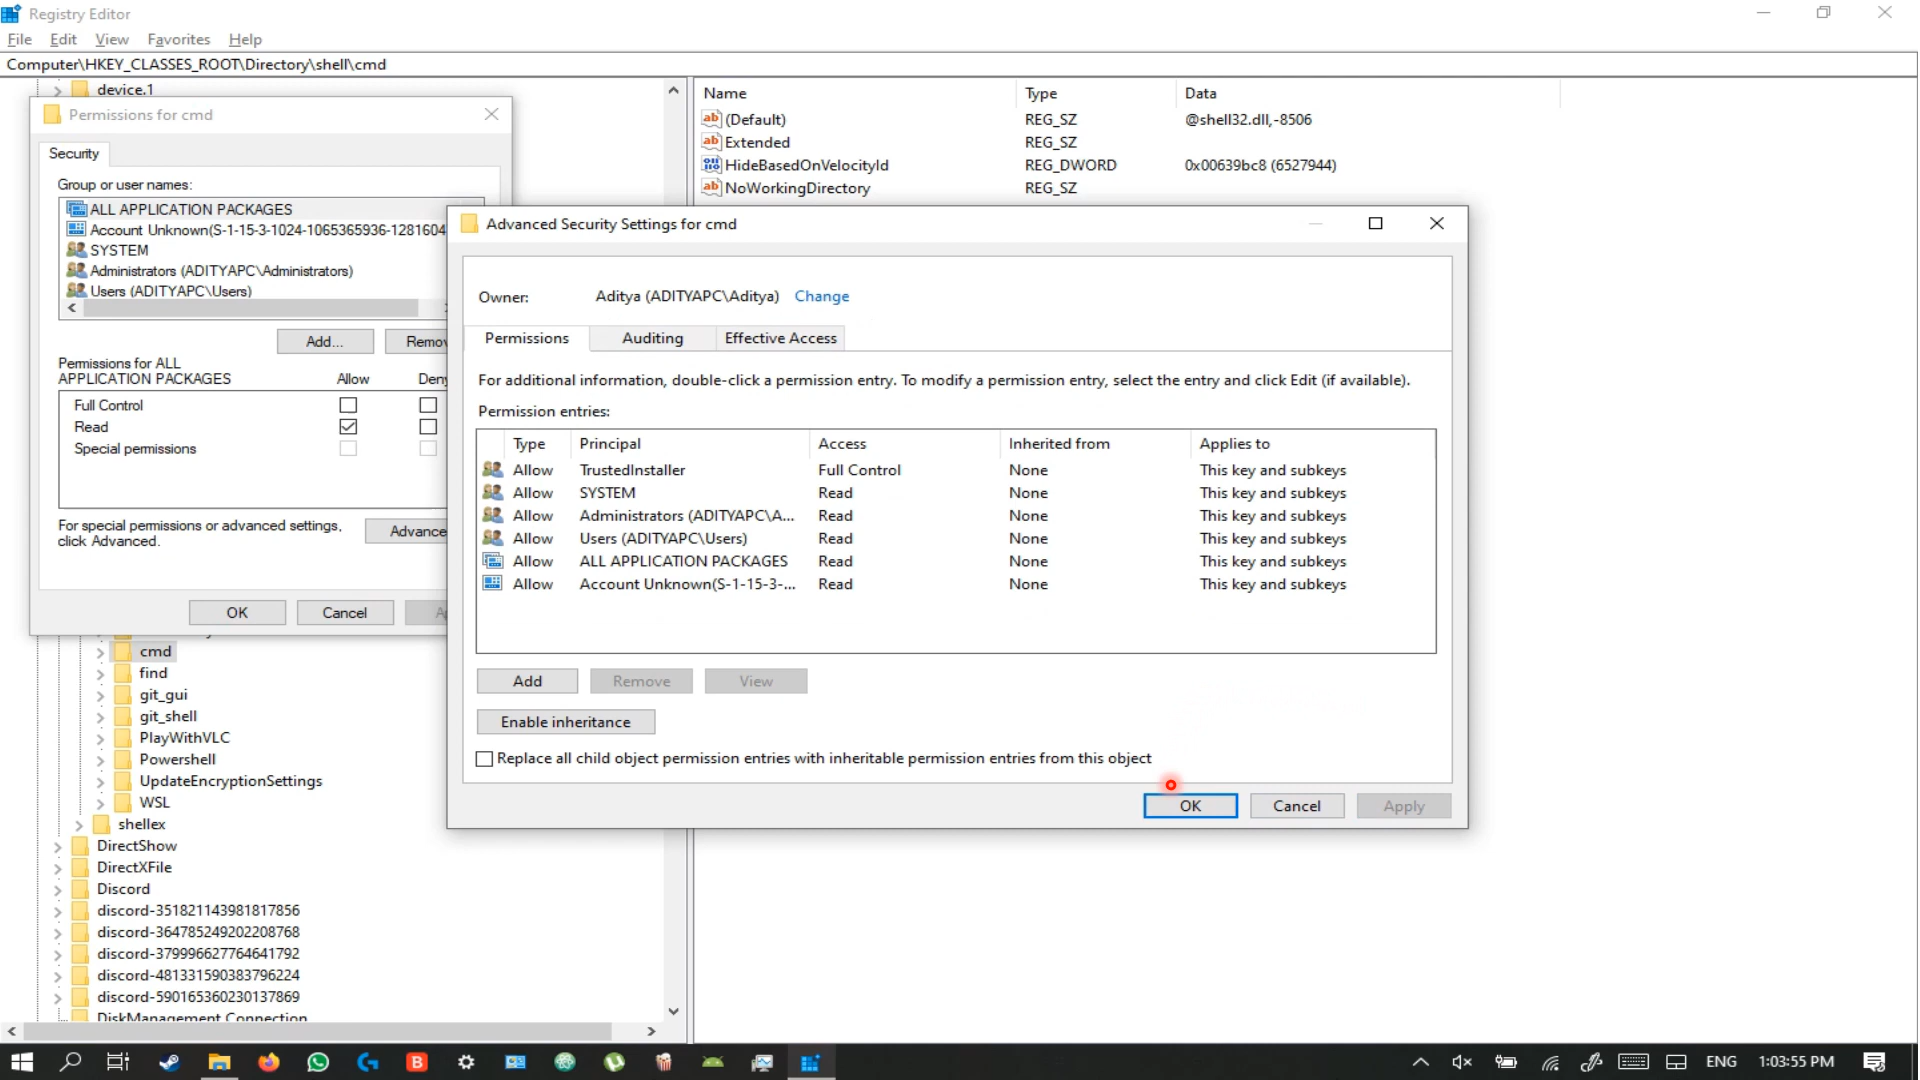 Registry Editor
File Edit View Favorites Help
Computer\HKEY_CLASSES_ROOT\Directory\shell\cmd
device.1
Permissions for cmd
Security
Group or user names:
ALL APPLICATION PACKAGES
Account Unknown(S-1-15-3-1024-1065365936-1281604
SYSTEM
Administrators (ADITYAPC\Administrators)
Users (ADITYAPC\Users)
Add...
Remov
Permissions for ALL
APPLICATION PACKAGES Allow Deny
Full Control
Read
Special permissions
For special permissions or advanced settings,
click Advanced.
Advance
OK Cancel
cmd
find
git_gui
git_shell
PlayWithVLC
Powershell
UpdateEncryptionSettings
WSL
shellex
DirectShow
DirectXFile
Discord
discord-351821143981817856
discord-364785249202208768
discord-379996627764641792
discord-481331590383796224
discord-590165360230137869
DiskManagement Connection
Name Type Data
(Default) REG_SZ @shell32.dll,-8506
Extended REG_SZ
HideBasedOnVelocityId REG_DWORD 0x00639bc8 (6527944)
NoWorkingDirectory REG_SZ
Advanced Security Settings for cmd
Owner: Aditya (ADITYAPC\Aditya) Change
Permissions Auditing Effective Access
For additional information, double-click a permission entry. To modify a permission entry, select the entry and click Edit (if available).
Permission entries:
Type Principal Access Inherited from Applies to
Allow TrustedInstaller Full Control None This key and subkeys
Allow SYSTEM Read None This key and subkeys
Allow Administrators (ADITYAPC\A... Read None This key and subkeys
Allow Users (ADITYAPC\Users) Read None This key and subkeys
Allow ALL APPLICATION PACKAGES Read None This key and subkeys
Allow Account Unknown(S-1-15-3-... Read None This key and subkeys
Add Remove View
Enable inheritance
Replace all child object permission entries with inheritable permission entries from this object
OK Cancel Apply
ENG 1:03:55 PM